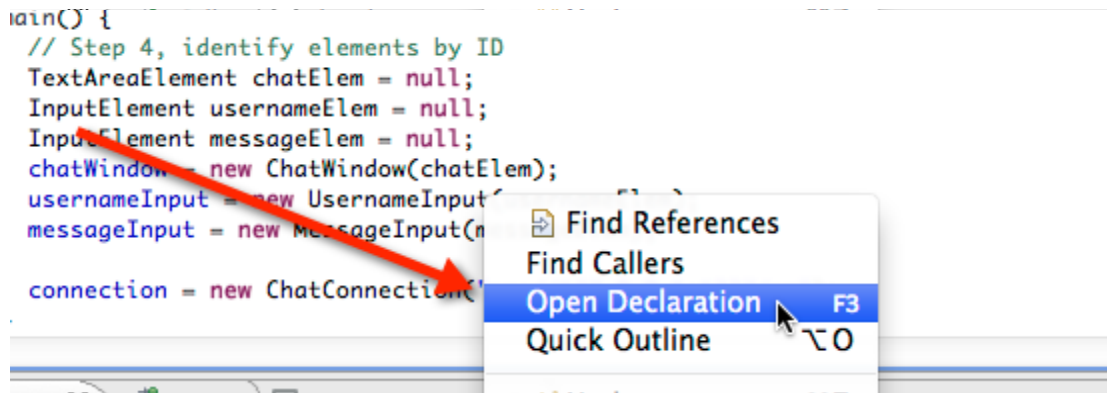 main() {
// Step 4, identify elements by ID
TextAreaElement chatElem = null;
InputElement usernameElem = null;
InputElement messageElem = null;
chatWindow = new ChatWindow(chatElem);
usernameInput = new UsernameInput(
messageInput = new MessageInput(
connection = new ChatConnection(
Find References
Find Callers
Open Declaration F3
Quick Outline ⌥O